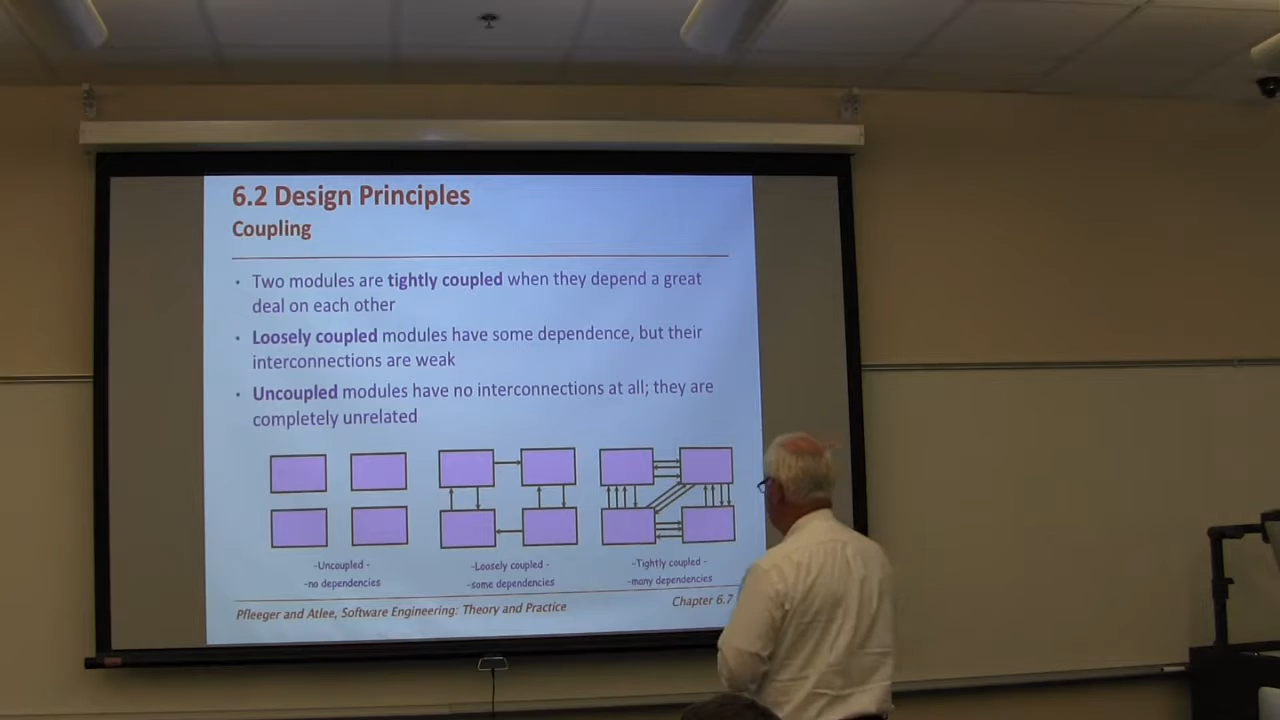 6.2 Design Principles
Coupling
• Two modules are tightly coupled when they depend a great
deal on each other
• Loosely coupled modules have some dependence, but their
interconnections are weak
• Uncoupled modules have no interconnections at all; they are
completely unrelated
-Uncoupled -
-no dependencies
-Loosely coupled -
-some dependencies
-Tightly coupled -
-many dependencies
Pfleeger and Atlee, Software Engineering: Theory and Practice
Chapter 6.7